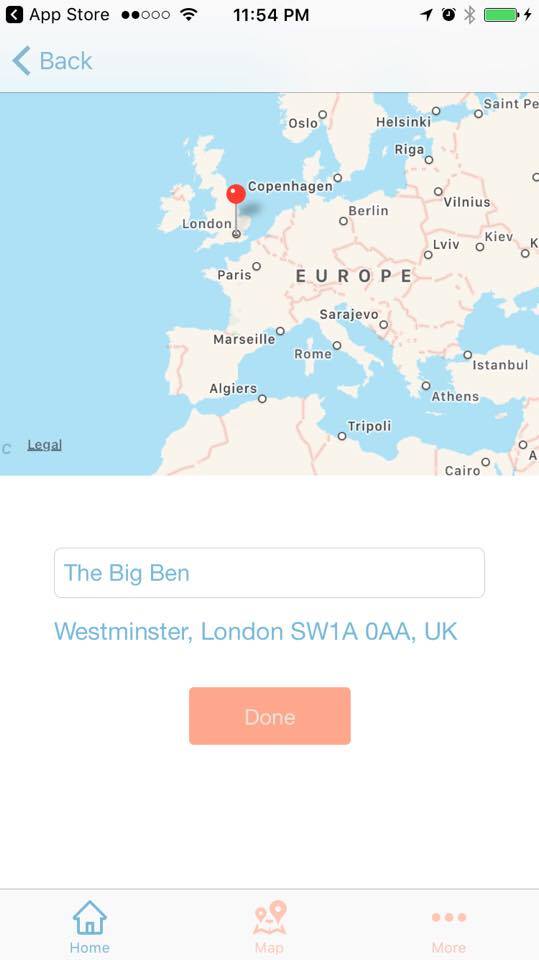 App Store 11:54 PM
Back
Saint Pe
Oslo Helsinki
Riga
Copenhagen
Vilnius
Berlin
London
Lviv Kiev K
Paris
EUROPE
Sarajevo
Marseille
Rome
Istanbul
Algiers
Athens
Tripoli
C Legal
A
Cairo
The Big Ben
Westminster, London SW1A 0AA, UK
Done
Home Map More